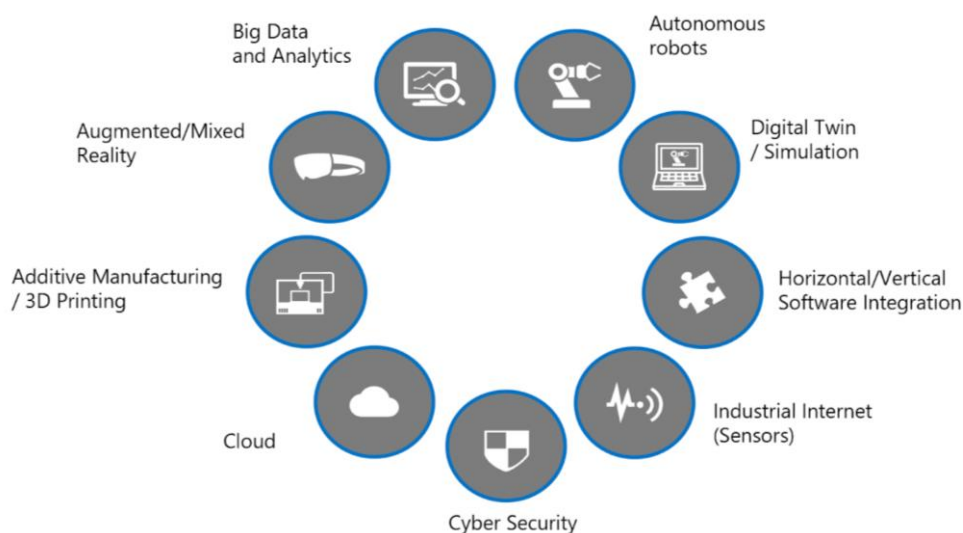 Big Data
and Analytics
Autonomous
robots
Augmented/Mixed
Reality
Digital Twin
/ Simulation
Additive Manufacturing
/ 3D Printing
Horizontal/Vertical
Software Integration
Cloud
Industrial Internet
(Sensors)
Cyber Security